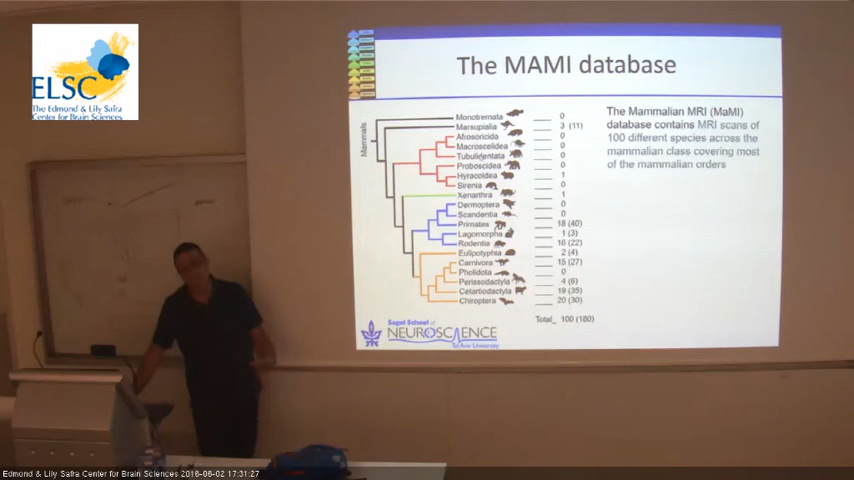 ELSC
The Edmond & Lily Safra
Center for Brain Sciences
The MAMI database
Mammals
Monotremata 0
Marsupialia 3 (11)
Afrosoricida 0
Macroscelidea 0
Tubulidentata 0
Proboscidea 0
Hyracoidea 1
Sirenia 0
Xenarthra 1
Dermoptera 0
Scandentia 0
Primates 18 (40)
Lagomorpha 1 (3)
Rodentia 16 (22)
Eulipotyphla 2 (4)
Carnivora 15 (27)
Pholidota 0
Perissodactyla 4 (6)
Cetartiodactyla 19 (35)
Chiroptera 20 (30)
Total_ 100 (180)
The Mammalian MRI (MaMI)
database contains MRI scans of
100 different species across the
mammalian class covering most
of the mammalian orders
Sagol School of
NEUROSCIENCE
Tel Aviv University
Edmond & Lily Safra Center for Brain Sciences 2016-06-02 17:31:27